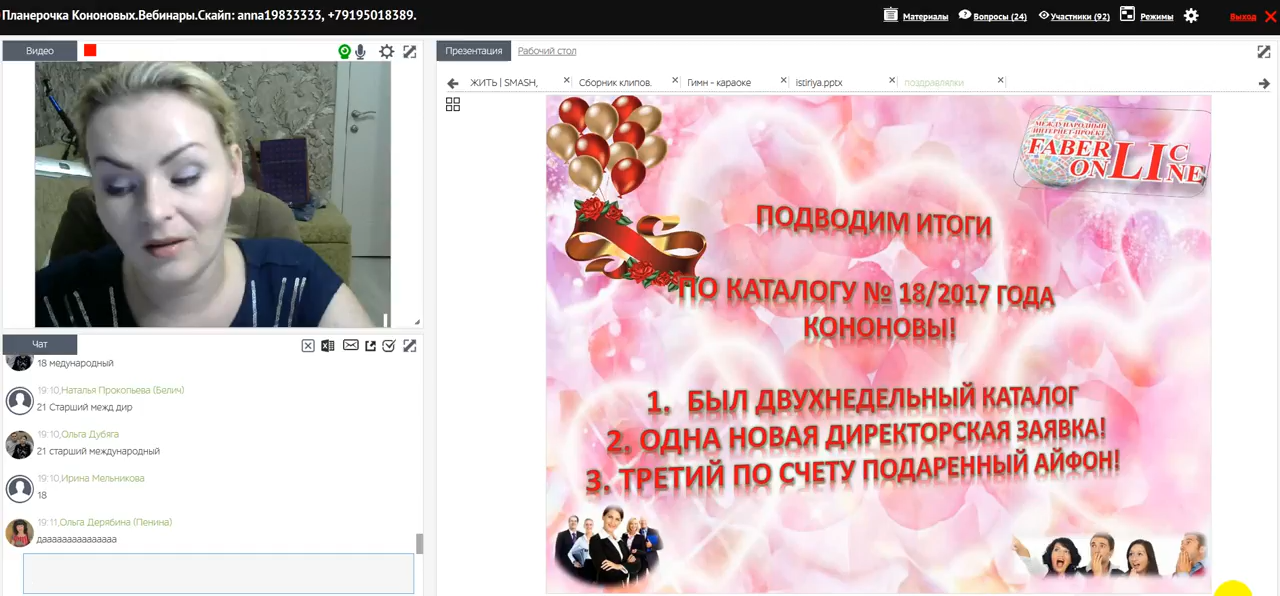 Планерочка Кононовых.Вебинары.Скайп: anna19833333, +79195018389.
Материалы
Вопросы (24)
Участники (92)
Режимы
Выход
Видео
Презентация
Рабочий стол
ЖИТЬ | SMASH,
Сборник клипов.
Гимн - караоке
istiriya.pptx
поздравлялки
МЕЖДУНАРОДНЫЙ
ИНТЕРНЕТ-ПРОЕКТ
FABERLIC
ONLINE
ПОДВОДИМ ИТОГИ
ПО КАТАЛОГУ № 18/2017 ГОДА
КОНОНОВЫ!
1. БЫЛ ДВУХНЕДЕЛЬНЫЙ КАТАЛОГ
2. ОДНА НОВАЯ ДИРЕКТОРСКАЯ ЗАЯВКА!
3. ТРЕТИЙ ПО СЧЕТУ ПОДАРЕННЫЙ АЙФОН!
Чат
18 медународный
19:10,Наталья Прокопьева (Белич)
21 Старший межд дир
19:10,Ольга Дубяга
21 старший международный
19:10,Ирина Мельникова
18
19:11,Ольга Дерябина (Пенина)
дааааааааааааааа